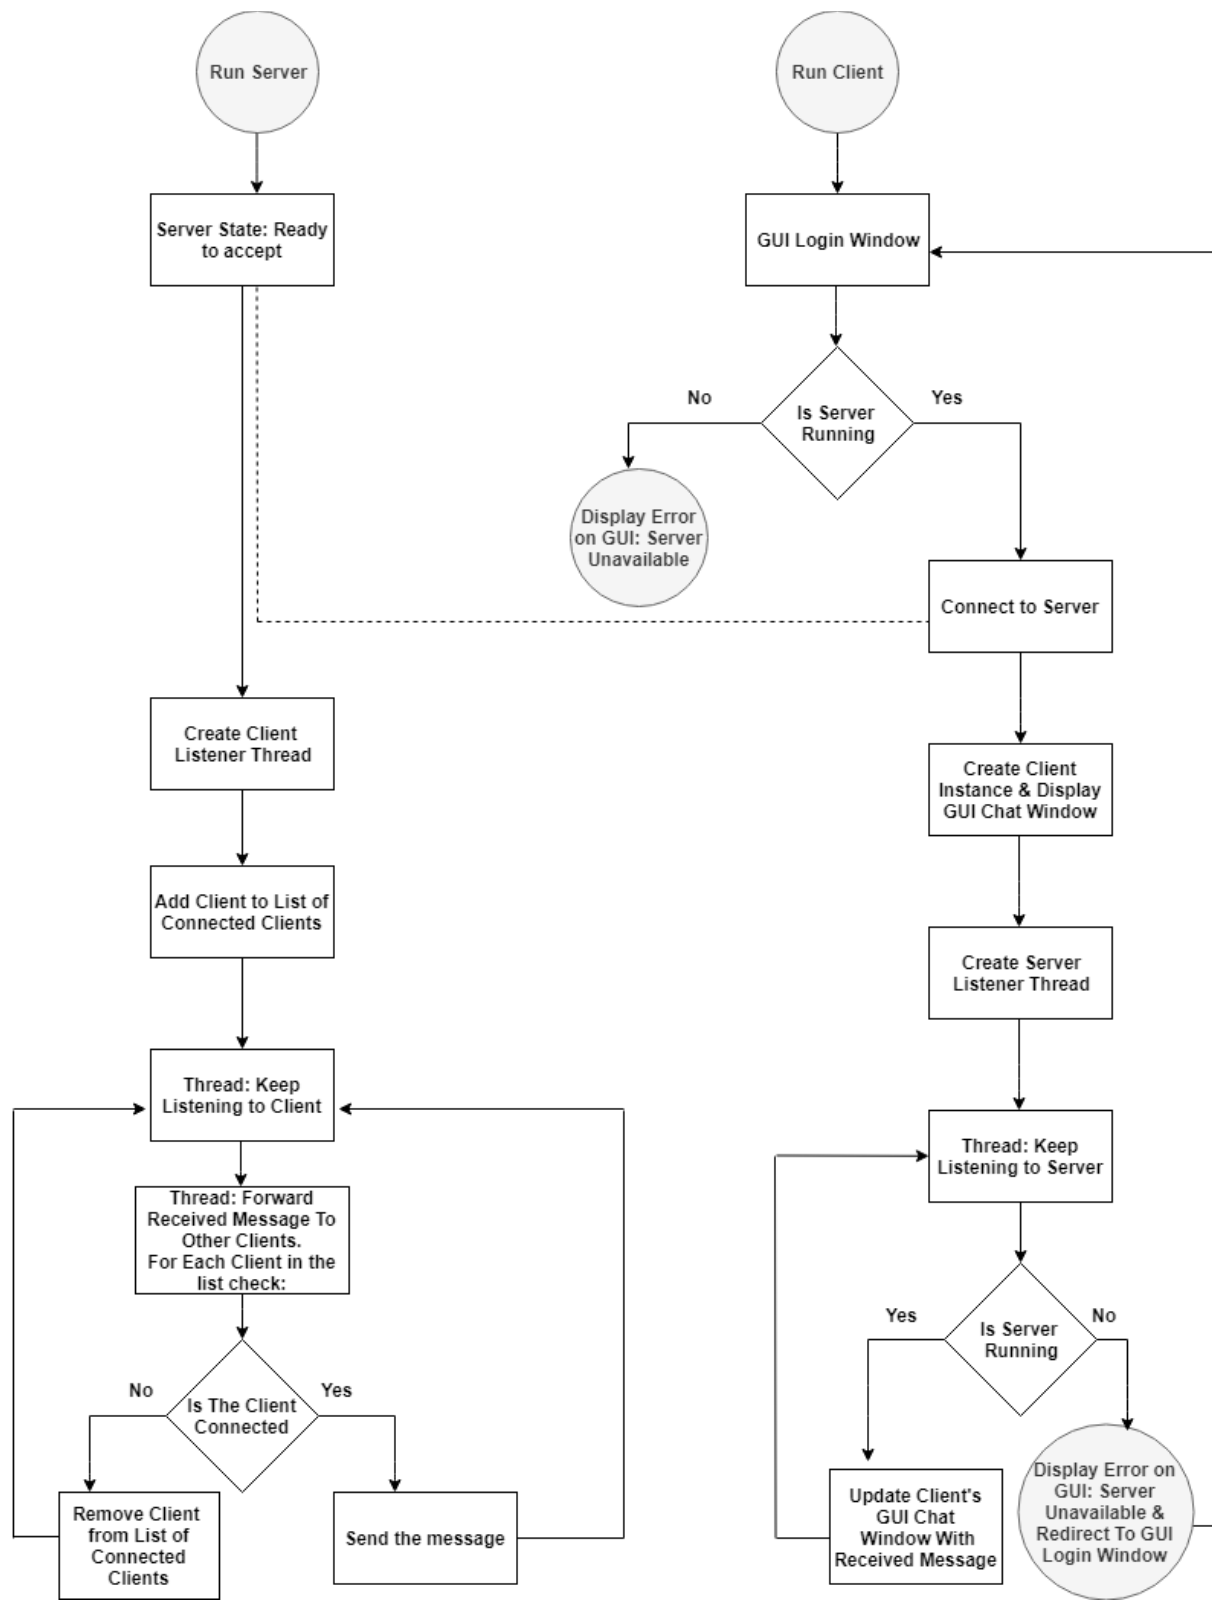 Run Server
Run Client
Server State: Ready
to accept
GUI Login Window
No
Yes
Is Server
Running
Display Error
on GUI: Server
Unavailable
Connect to Server
Create Client
Listener Thread
Create Client
Instance & Display
GUI Chat Window
Add Client to List of
Connected Clients
Create Server
Listener Thread
Thread: Keep
Listening to Client
Thread: Keep
Listening to Server
Thread: Forward
Received Message To
Other Clients.
For Each Client in the
list check:
Yes
No
Is Server
Running
No
Yes
Is The Client
Connected
Remove Client
from List of
Connected
Clients
Send the message
Update Client's
GUI Chat
Window With
Received Message
Display Error on
GUI: Server
Unavailable &
Redirect To GUI
Login Window